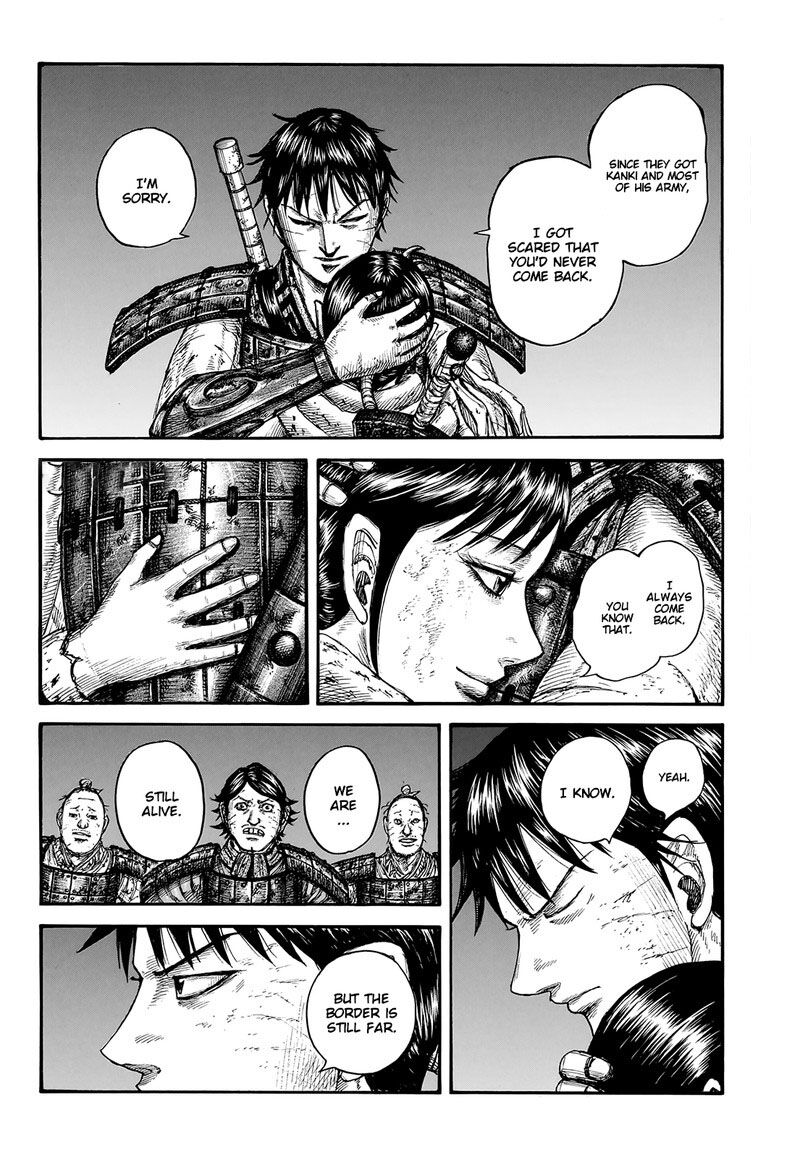 SINCE THEY GOT
KANKI AND MOST
OF HIS ARMY,
I GOT
SCARED THAT
YOU'D NEVER
COME BACK.
I'M
SORRY.
I
ALWAYS
COME
BACK.
YOU
KNOW
THAT.
YEAH.
I KNOW.
WE
ARE
...
STILL
ALIVE.
BUT THE
BORDER IS
STILL FAR.